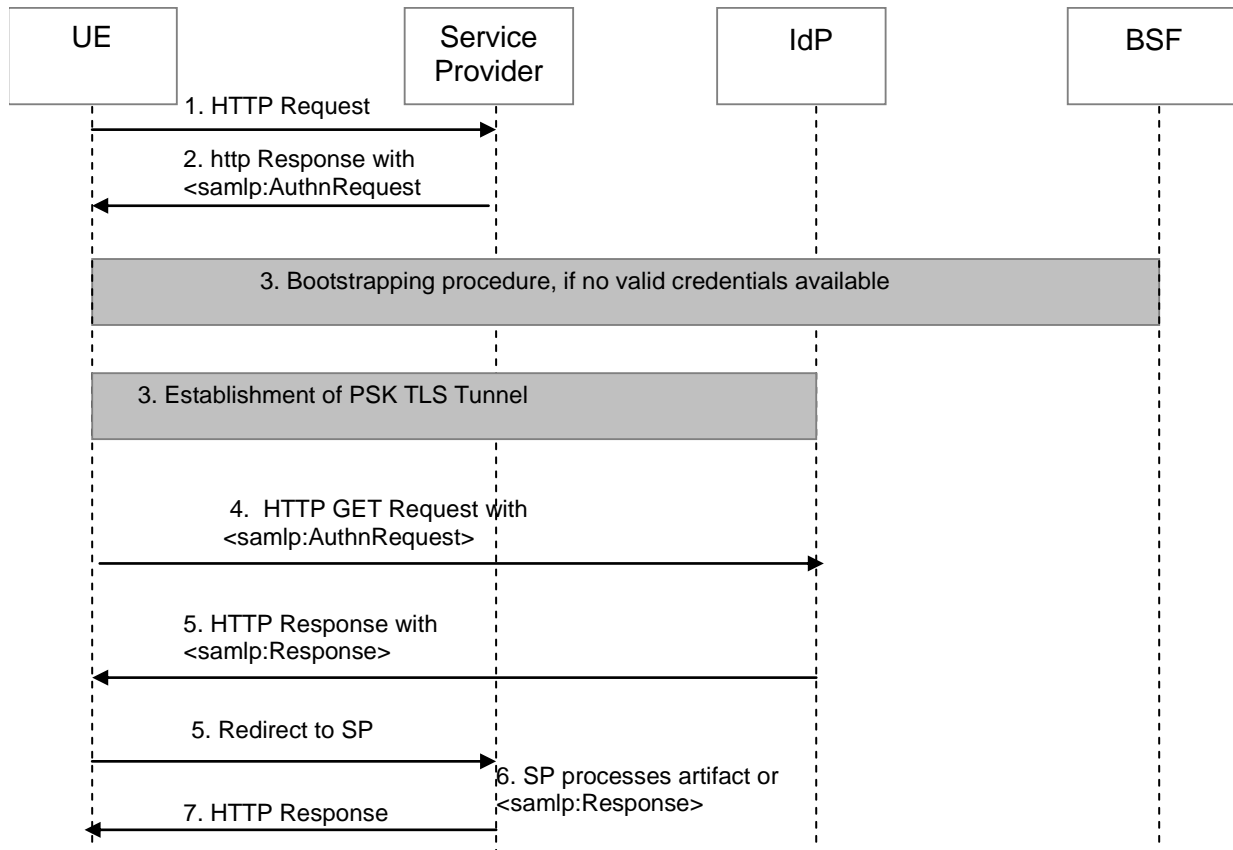 UE
Service
Provider
IdP
BSF
1. HTTP Request
2. http Response with
<samlp:AuthnRequest
3. Bootstrapping procedure, if no valid credentials available
3. Establishment of PSK TLS Tunnel
4. HTTP GET Request with
<samlp:AuthnRequest>
5. HTTP Response with
<samlp:Response>
5. Redirect to SP
6. SP processes artifact or
<samlp:Response>
7. HTTP Response